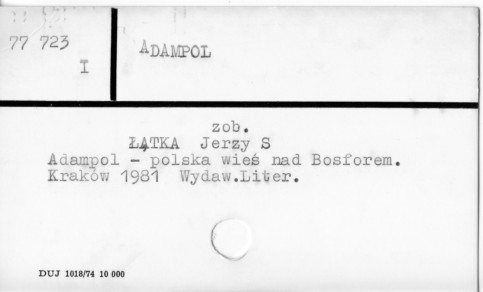 77 723
I
ADAMPOL
zob.
ŁĄTKA Jerzy S
Adampol - polska wieś nad Bosforem.
Kraków 1981 Wydaw.Liter.
DUJ 1018/74 10 000